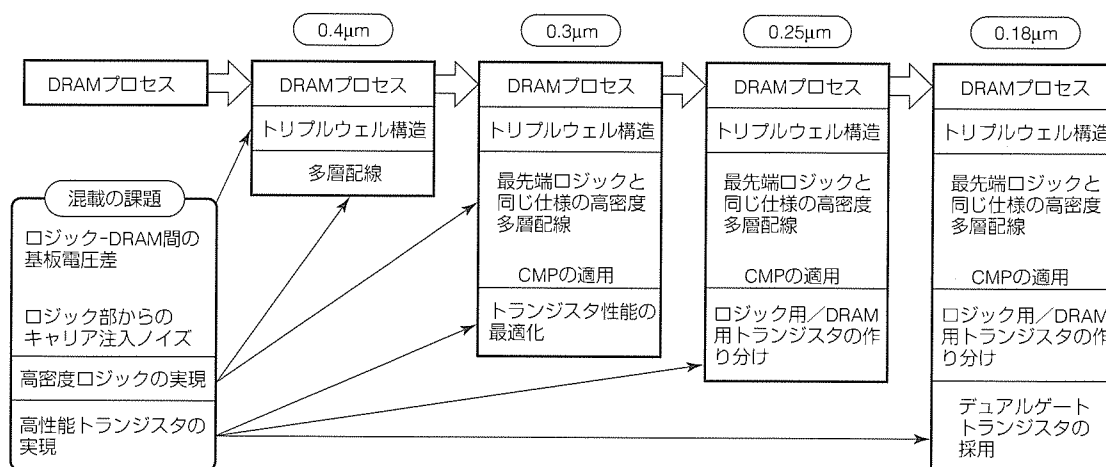 0.4μm
0.3μm
0.25μm
0.18μm
DRAMプロセス
DRAMプロセス
トリプルウェル構造
多層配線
DRAMプロセス
トリプルウェル構造
最先端ロジックと
同じ仕様の高密度
多層配線
CMPの適用
トランジスタ性能の
最適化
DRAMプロセス
トリプルウェル構造
最先端ロジックと
同じ仕様の高密度
多層配線
CMPの適用
ロジック用／DRAM
用トランジスタの作
り分け
DRAMプロセス
トリプルウェル構造
最先端ロジックと
同じ仕様の高密度
多層配線
CMPの適用
ロジック用／DRAM
用トランジスタの作
り分け
デュアルゲート
トランジスタの
採用
混載の課題
ロジック-DRAM間の
基板電圧差
ロジック部からの
キャリア注入ノイズ
高密度ロジックの実現
高性能トランジスタの
実現